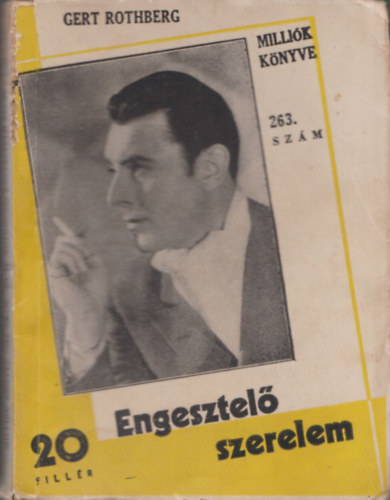 GERT ROTHBERG
MILLIÓK
KÖNYVE
263.
SZÁM
Engesztelő
szerelem
20
FILLÉR